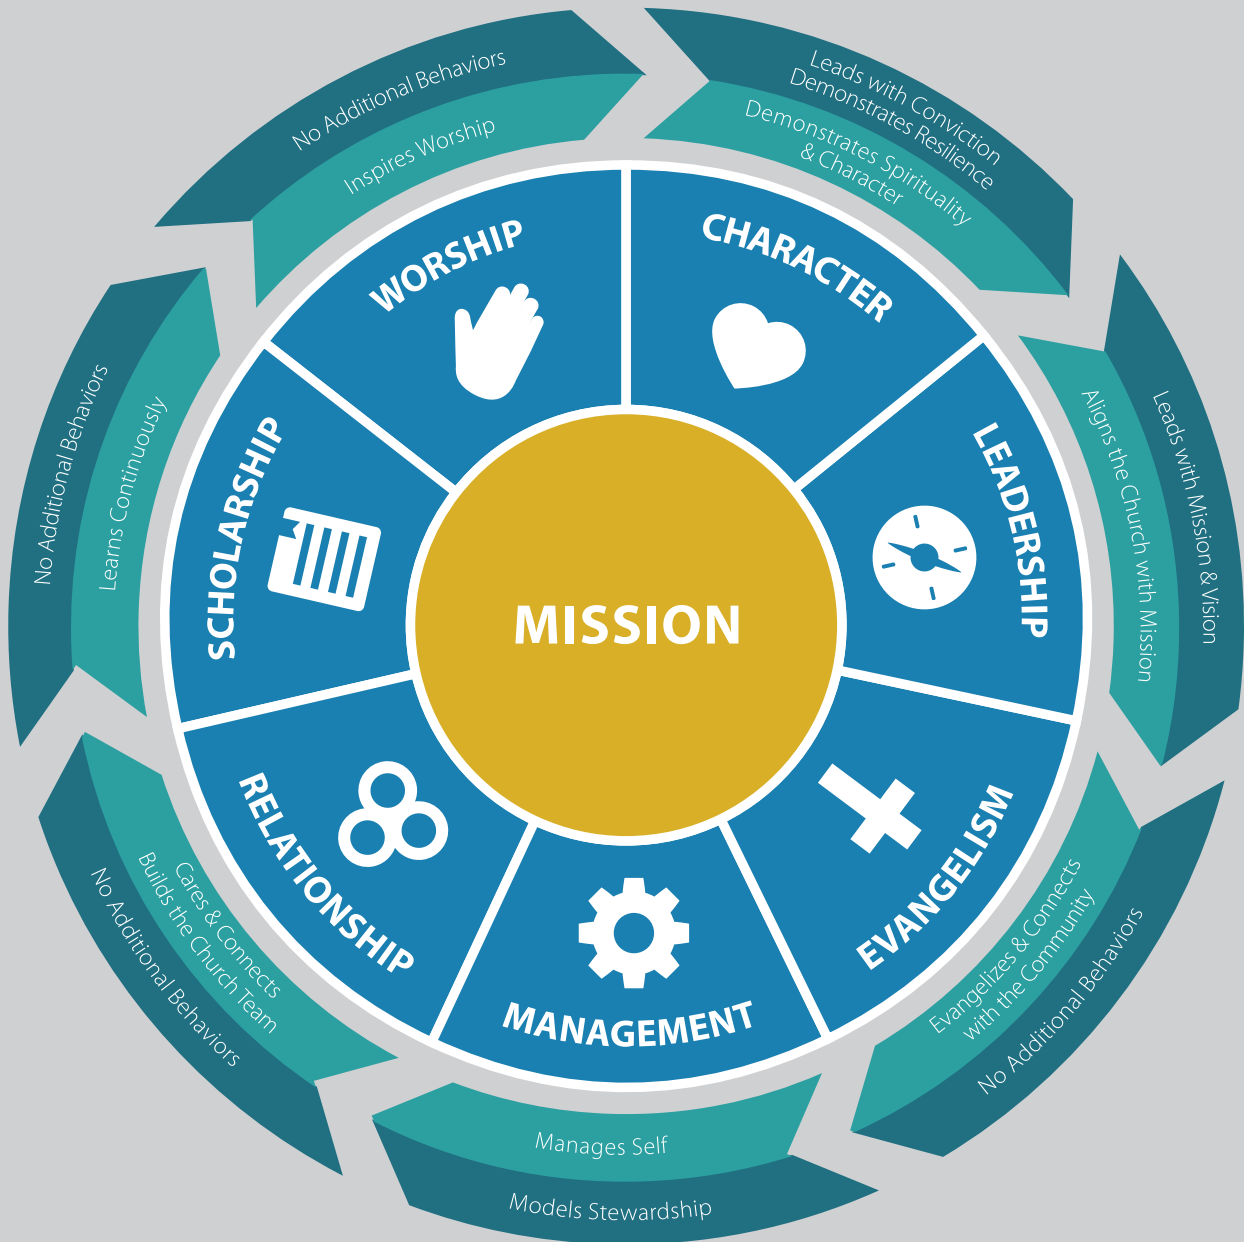 MISSION
CHARACTER
Leads with Conviction
Demonstrates Resilience
Demonstrates Spirituality
& Character
LEADERSHIP
Leads with Mission & Vision
Aligns the Church with Mission
EVANGELISM
Evangelizes & Connects
with the Community
No Additional Behaviors
MANAGEMENT
Manages Self
Models Stewardship
RELATIONSHIP
Cares & Connects
Builds the Church Team
No Additional Behaviors
SCHOLARSHIP
Learns Continuously
No Additional Behaviors
WORSHIP
Inspires Worship
No Additional Behaviors